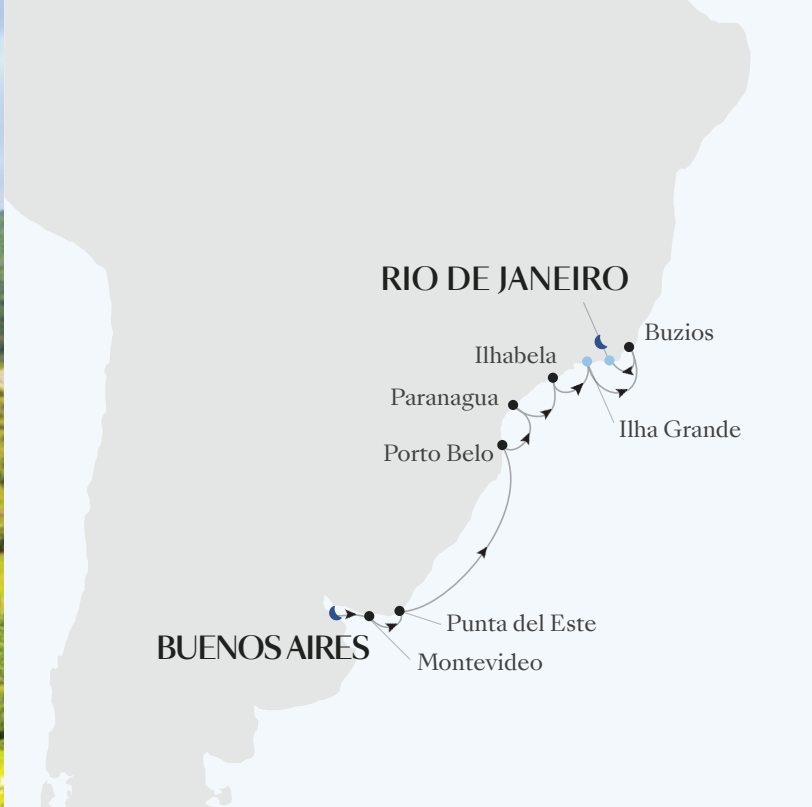 RIO DE JANEIRO
Buzios
Ilhabela
Paranagua
Ilha Grande
Porto Belo
Punta del Este
BUENOS AIRES
Montevideo